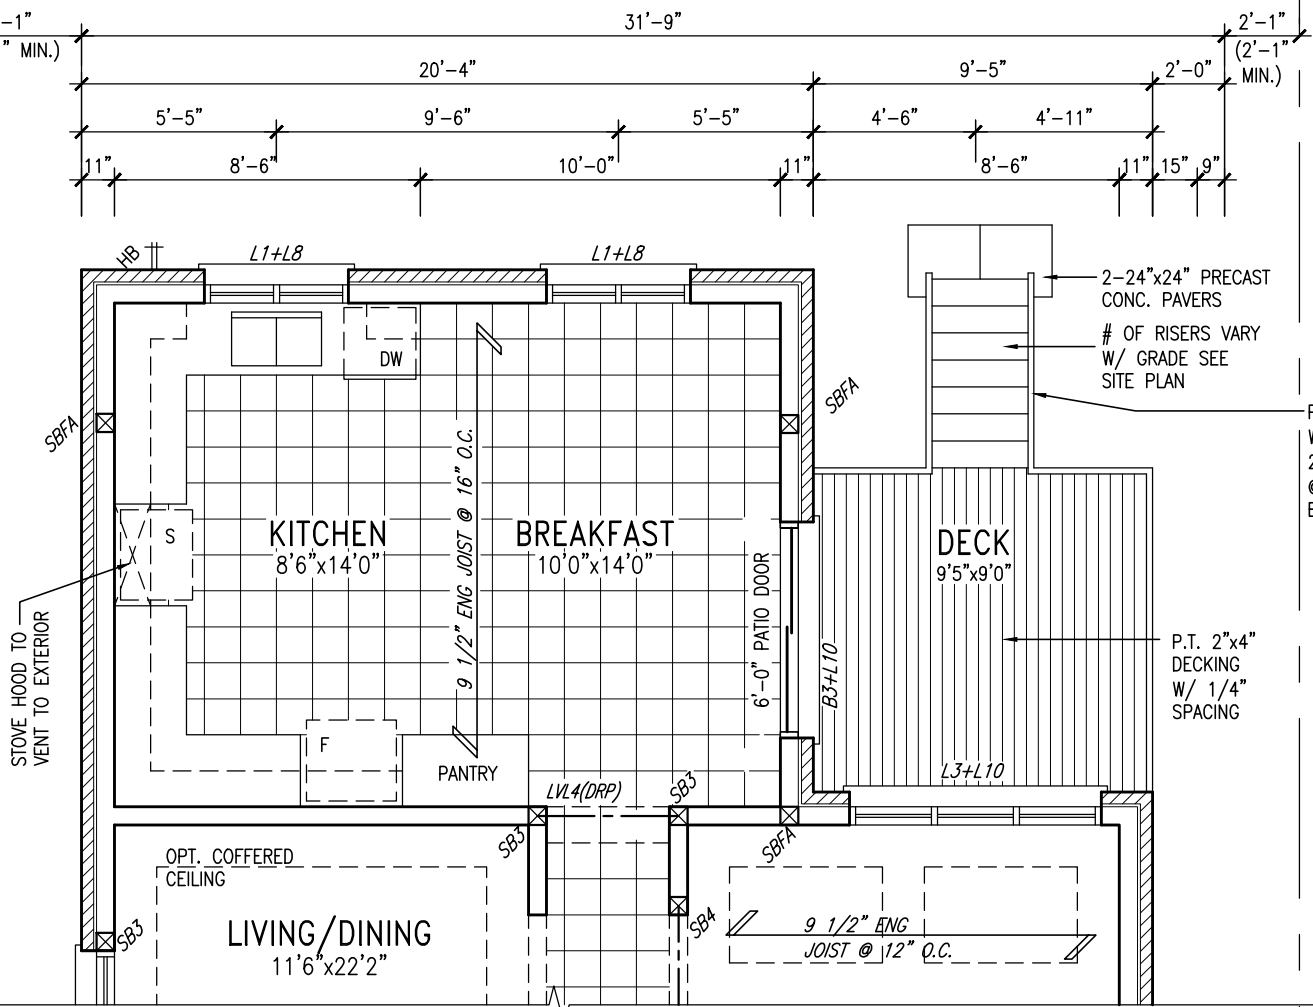 -1"
31'-9"
2'-1"
" MIN.)
(2'-1"
MIN.)
20'-4"
9'-5"
2'-0"
5'-5"
9'-6"
5'-5"
4'-6"
4'-11"
11"
8'-6"
10'-0"
11"
8'-6"
11"
15"
9"
HB
L1+L8
L1+L8
2-24"x24" PRECAST
CONC. PAVERS
# OF RISERS VARY
W/ GRADE SEE
SITE PLAN
DW
SBFA
SBFA
9 1/2" ENG JOIST @ 16" O.C.
S
KITCHEN
8'6"x14'0"
BREAKFAST
10'0"x14'0"
DECK
9'5"x9'0"
6'-0" PATIO DOOR
B3+L10
STOVE HOOD TO
VENT TO EXTERIOR
P.T. 2"x4"
DECKING
W/ 1/4"
SPACING
F
PANTRY
LVL4(DRP)
SB3
L3+L10
SB3
SBFA
OPT. COFFERED
CEILING
LIVING/DINING
11'6"x22'2"
SB3
SB4
9 1/2" ENG
JOIST @ 12" O.C.